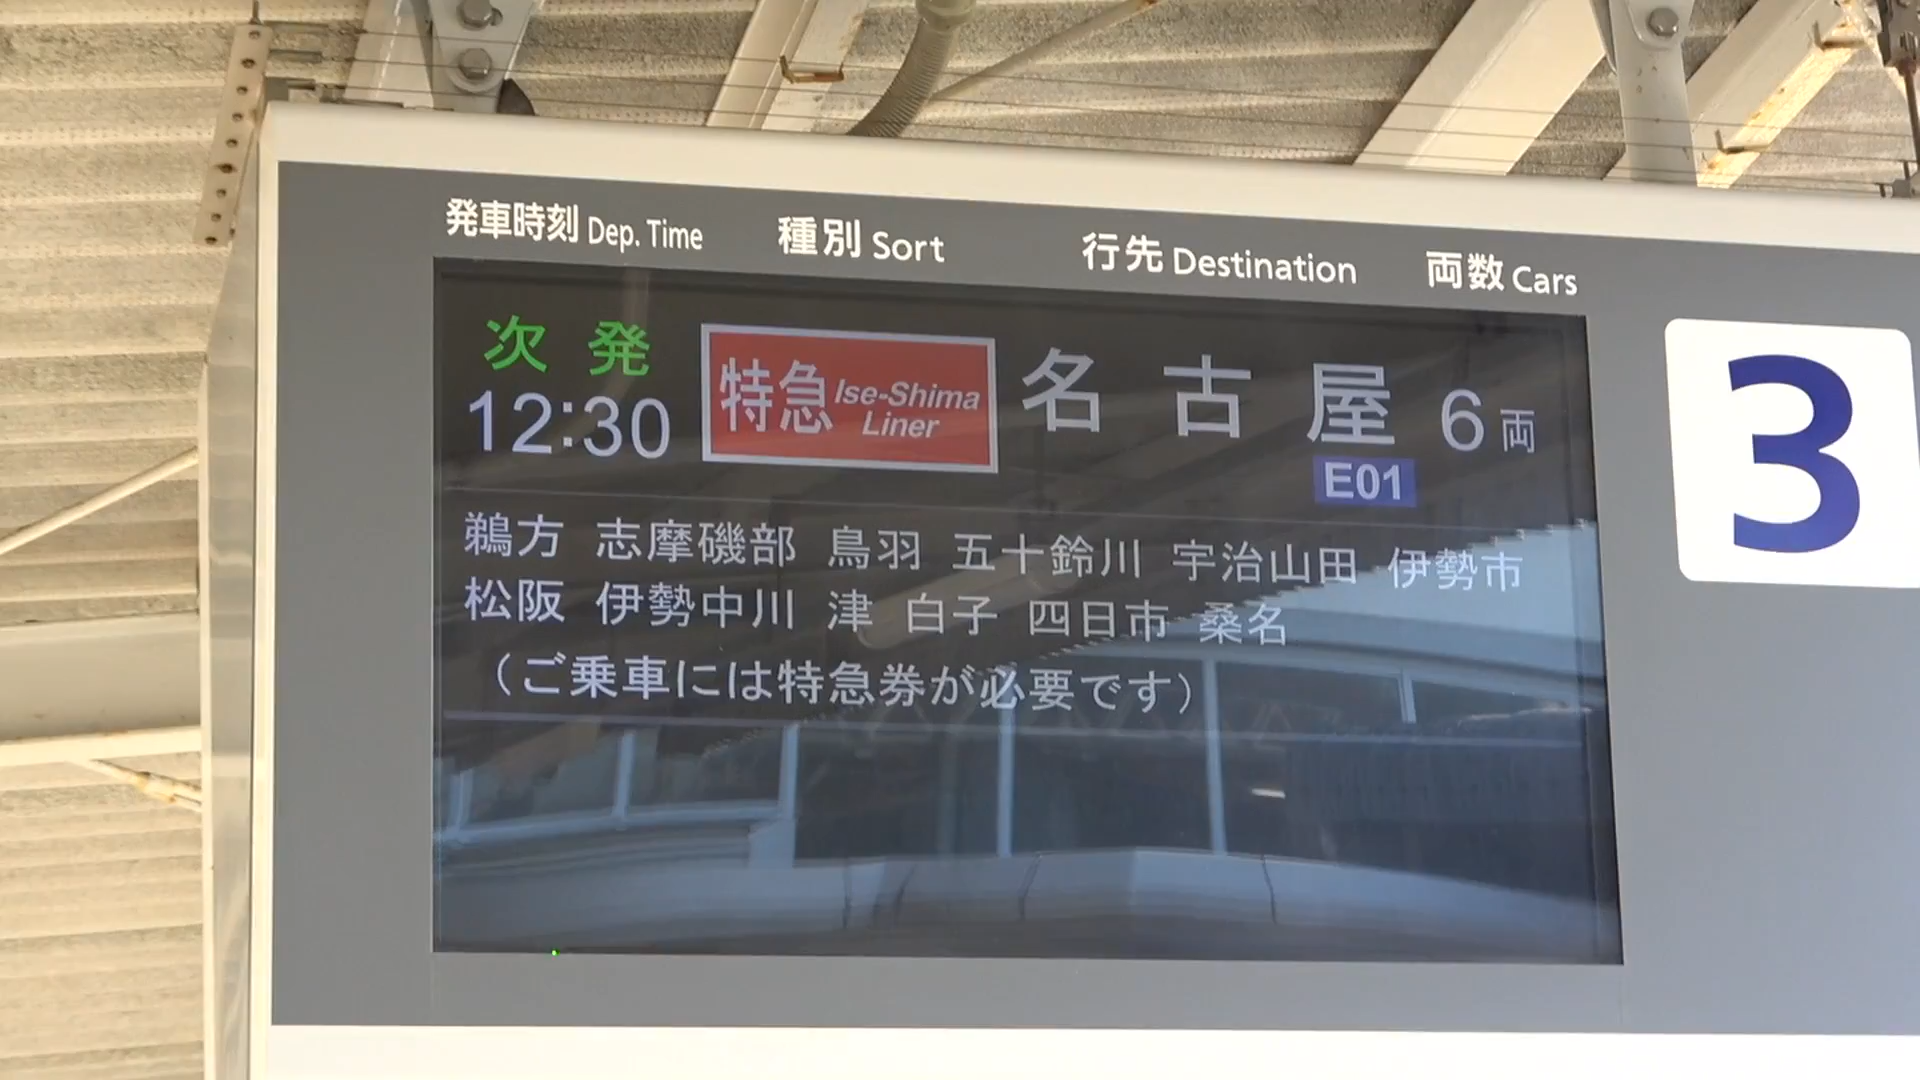 発車時刻 Dep. Time 種別 Sort 行先 Destination 両数 Cars
次発
12:30 特急 Ise-Shima Liner 名古屋 6両
E01
3
鵜方 志摩磯部 鳥羽 五十鈴川 宇治山田 伊勢市
松阪 伊勢中川 津 白子 四日市 桑名
（ご乗車には特急券が必要です）